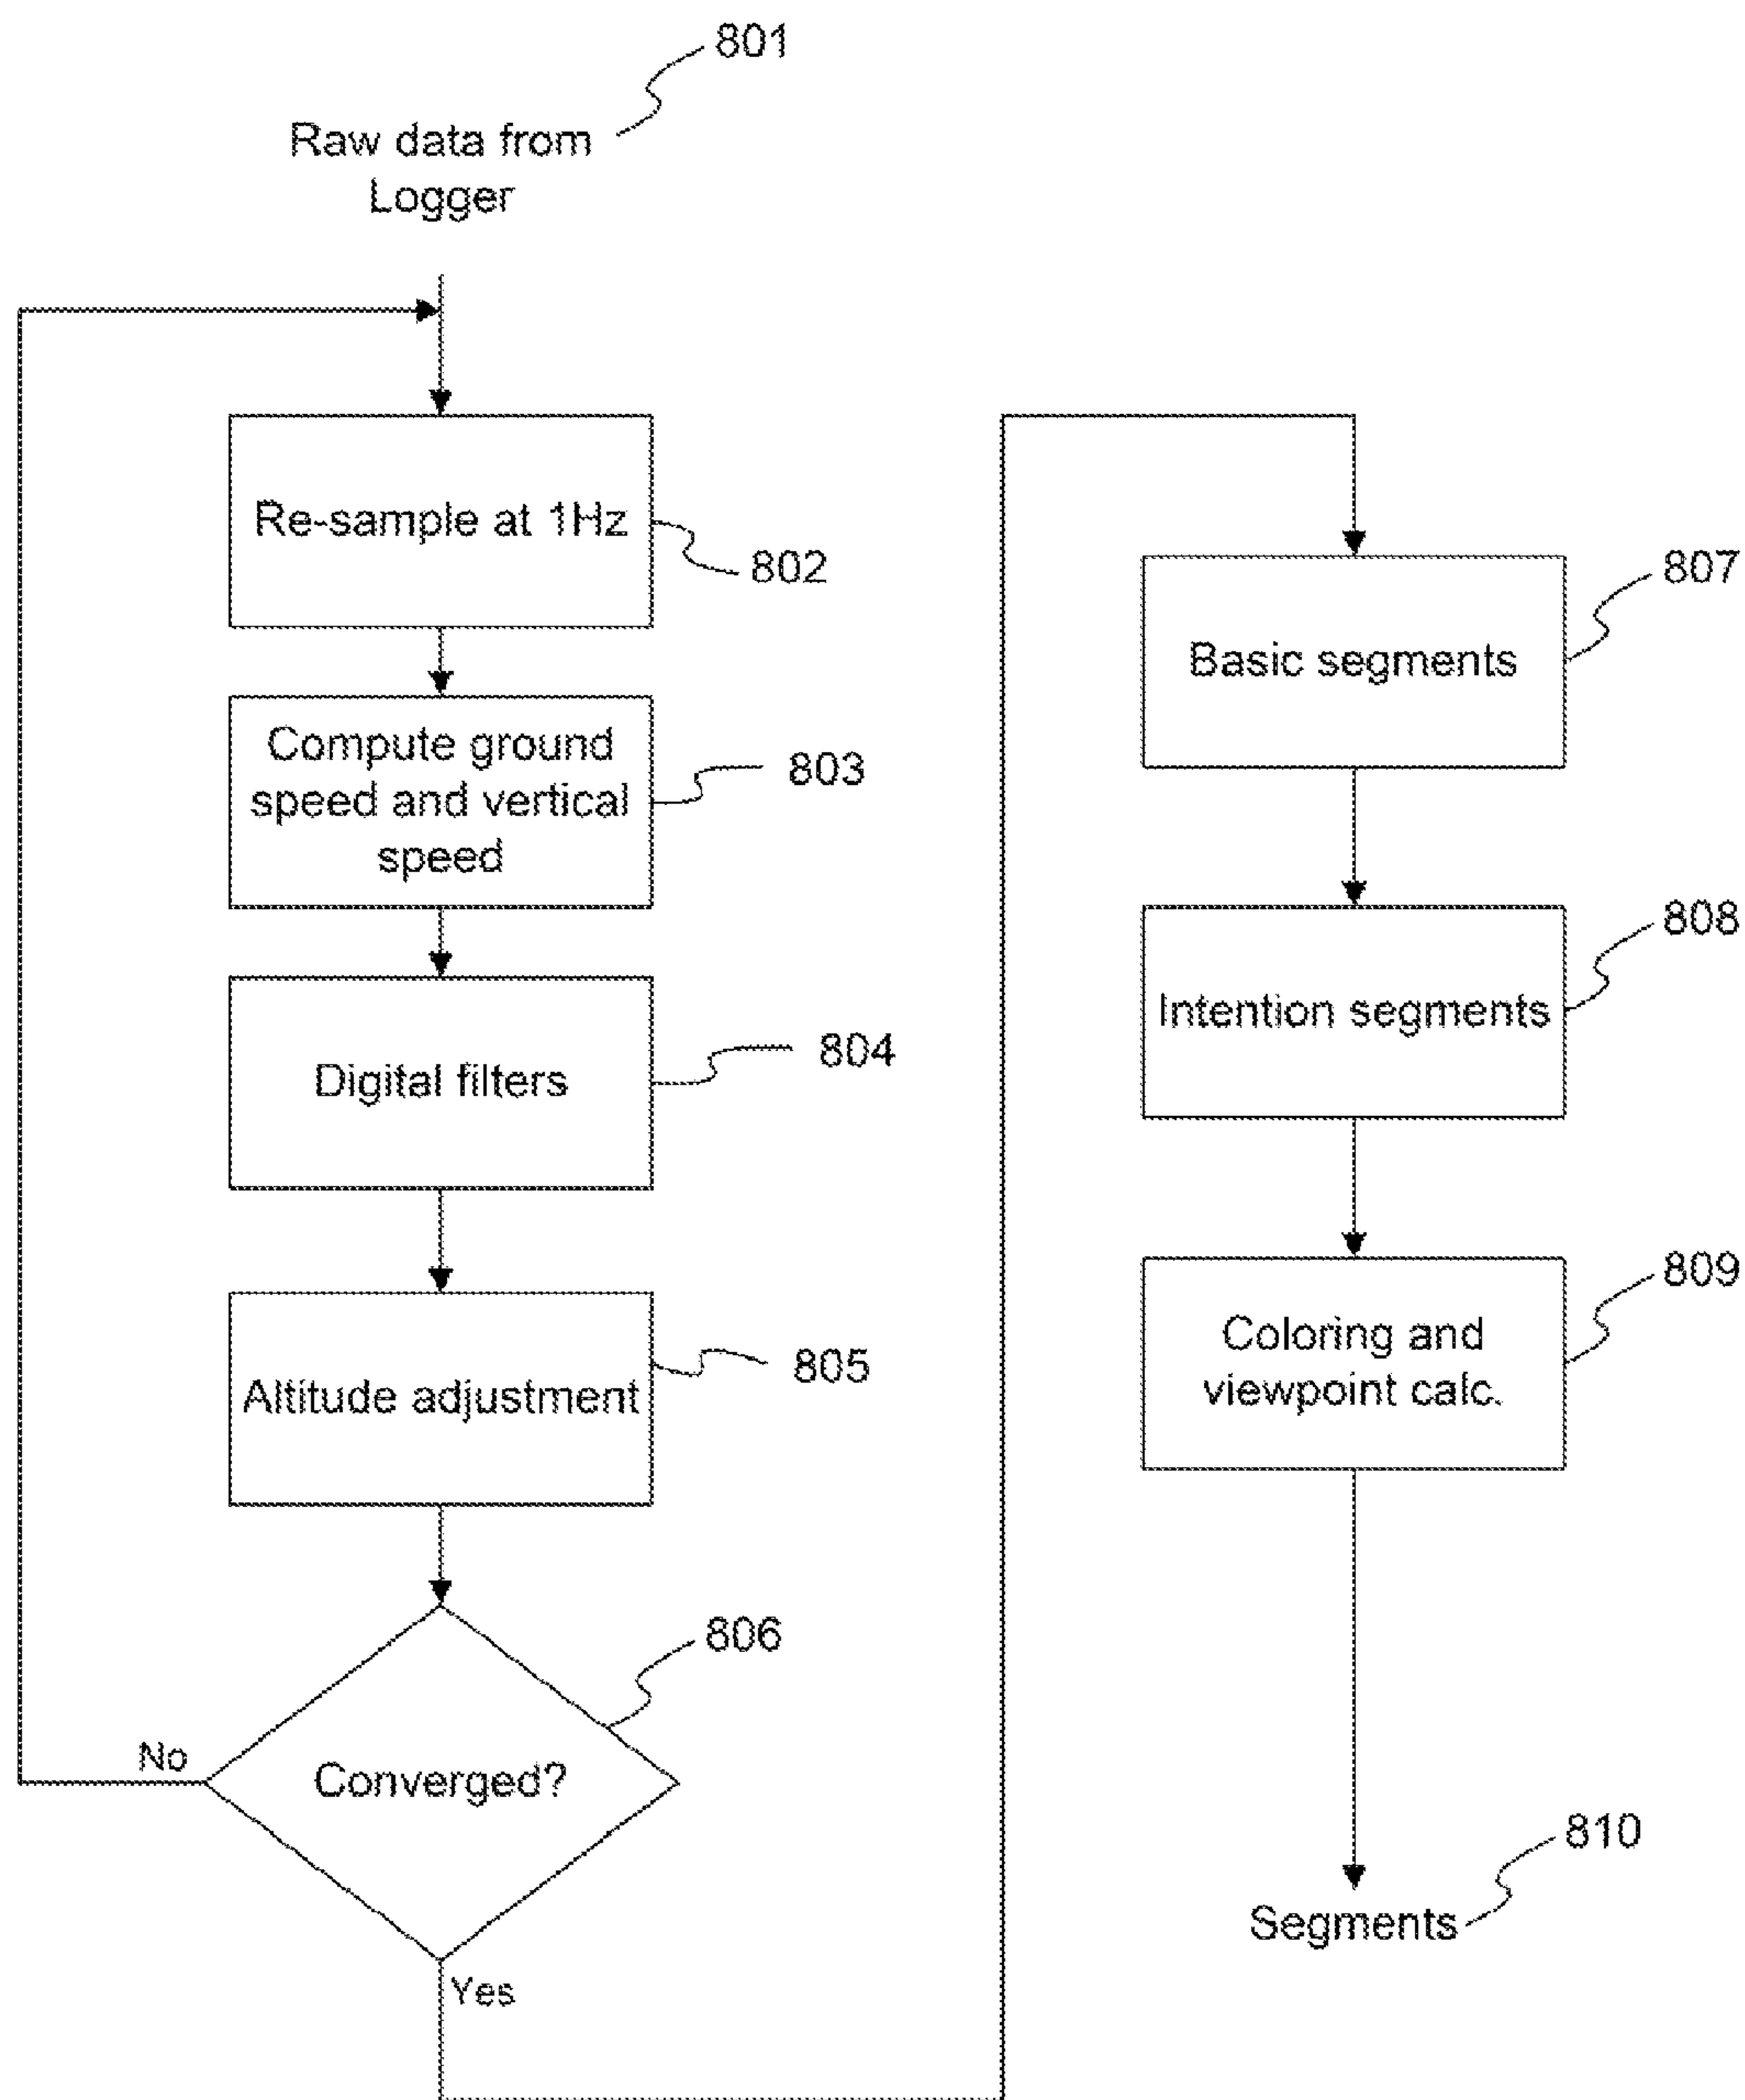 801
Raw data from
Logger
Re-sample at 1Hz
802
Compute ground
speed and vertical
speed
803
Digital filters
804
Altitude adjustment
805
806
Converged?
No
Yes
807
Basic segments
808
Intention segments
809
Coloring and
viewpoint calc.
810
Segments